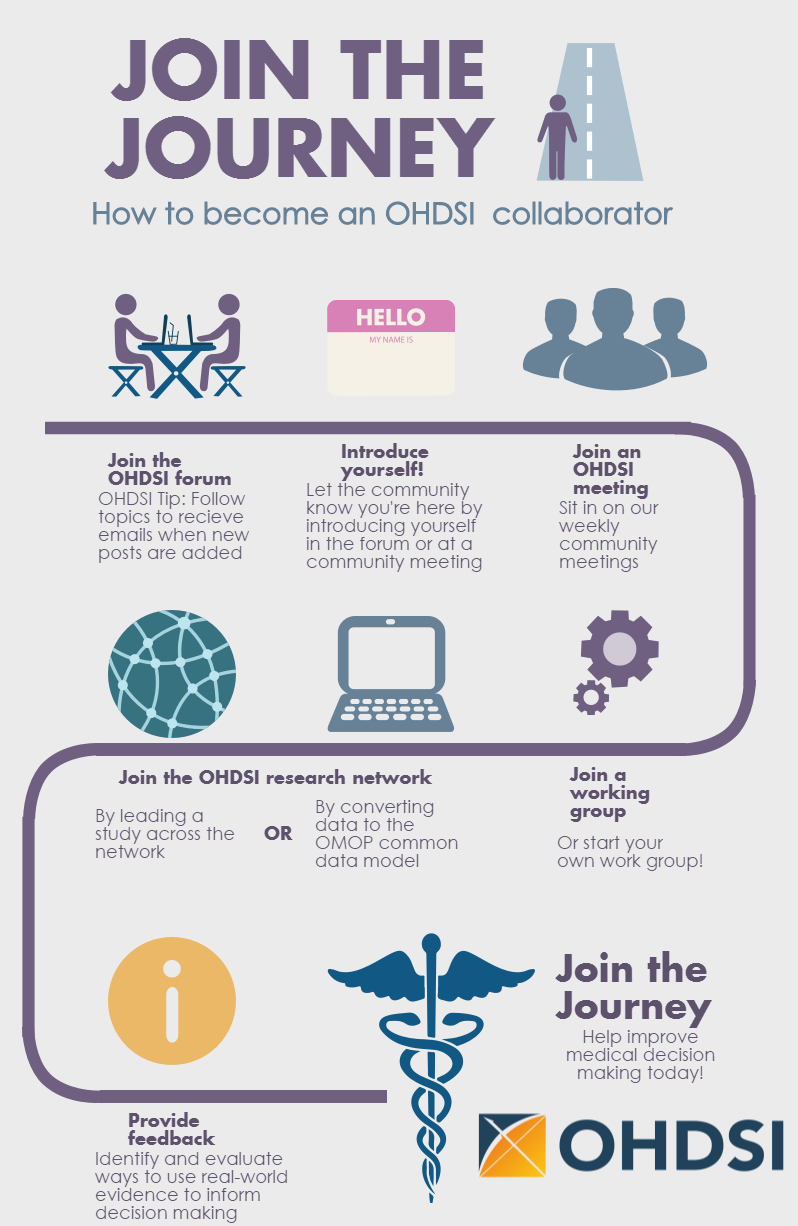 JOIN THE
JOURNEY
How to become an OHDSI collaborator
HELLO
MY NAME IS
Join the
OHDSI forum
OHDSI Tip: Follow
topics to recieve
emails when new
posts are added
Introduce
yourself!
Let the community
know you're here by
introducing yourself
in the forum or at a
community meeting
Join an
OHDSI
meeting
Sit in on our
weekly
community
meetings
Join a
working
group
Or start your
own work group!
Join the OHDSI research network
By leading a
study across the
network
OR
By converting
data to the
OMOP common
data model
Provide
feedback
Identify and evaluate
ways to use real-world
evidence to inform
decision making
Join the
Journey
Help improve
medical decision
making today!
OHDSI